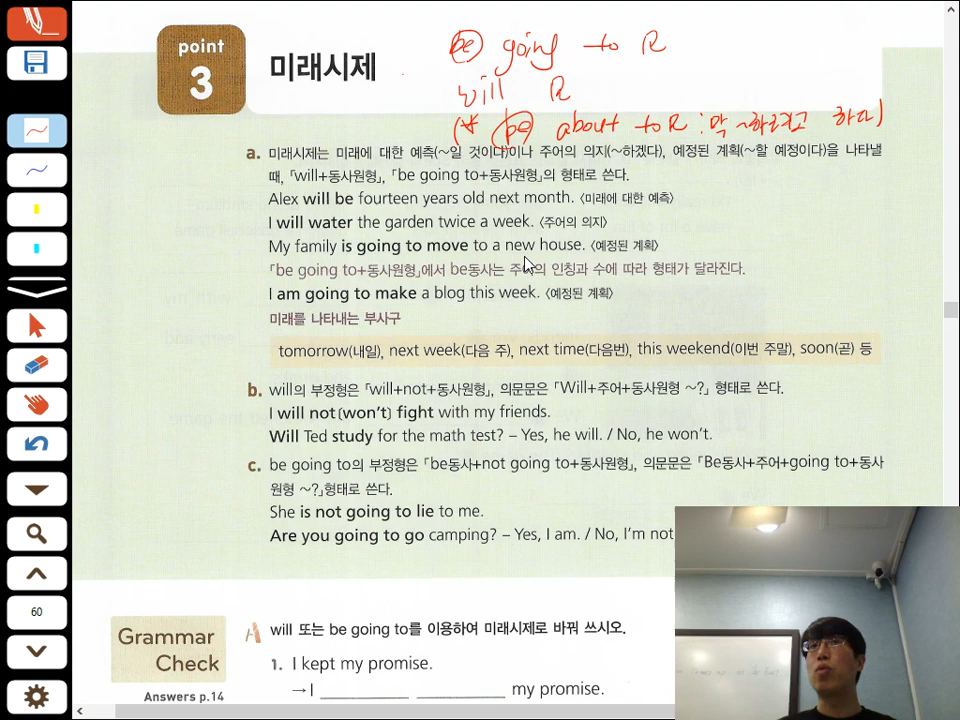 point
3
미래시제
be going to R
will R
(* be about to R : 막 ~하려고 하다)
a. 미래시제는 미래에 대한 예측(~일 것이다)이나 주어의 의지(~하겠다), 예정된 계획(~할 예정이다)을 나타낼
때, 「will+동사원형」, 「be going to+동사원형」의 형태로 쓴다.
Alex will be fourteen years old next month. <미래에 대한 예측>
I will water the garden twice a week. <주어의 의지>
My family is going to move to a new house. <예정된 계획>
「be going to+동사원형」에서 be동사는 주어의 인칭과 수에 따라 형태가 달라진다.
I am going to make a blog this week. <예정된 계획>
미래를 나타내는 부사구
tomorrow(내일), next week(다음 주), next time(다음번), this weekend(이번 주말), soon(곧) 등
b. will의 부정형은 「will+not+동사원형」, 의문문은 「Will+주어+동사원형 ~?」 형태로 쓴다.
I will not(won't) fight with my friends.
Will Ted study for the math test? – Yes, he will. / No, he won't.
c. be going to의 부정형은 「be동사+not going to+동사원형」, 의문문은 「Be동사+주어+going to+동사
원형 ~?」형태로 쓴다.
She is not going to lie to me.
Are you going to go camping? – Yes, I am. / No, I'm not
Grammar
Check
Answers p.14
A will 또는 be going to를 이용하여 미래시제로 바꿔 쓰시오.
1. I kept my promise.
→ I __________ __________ my promise.
60